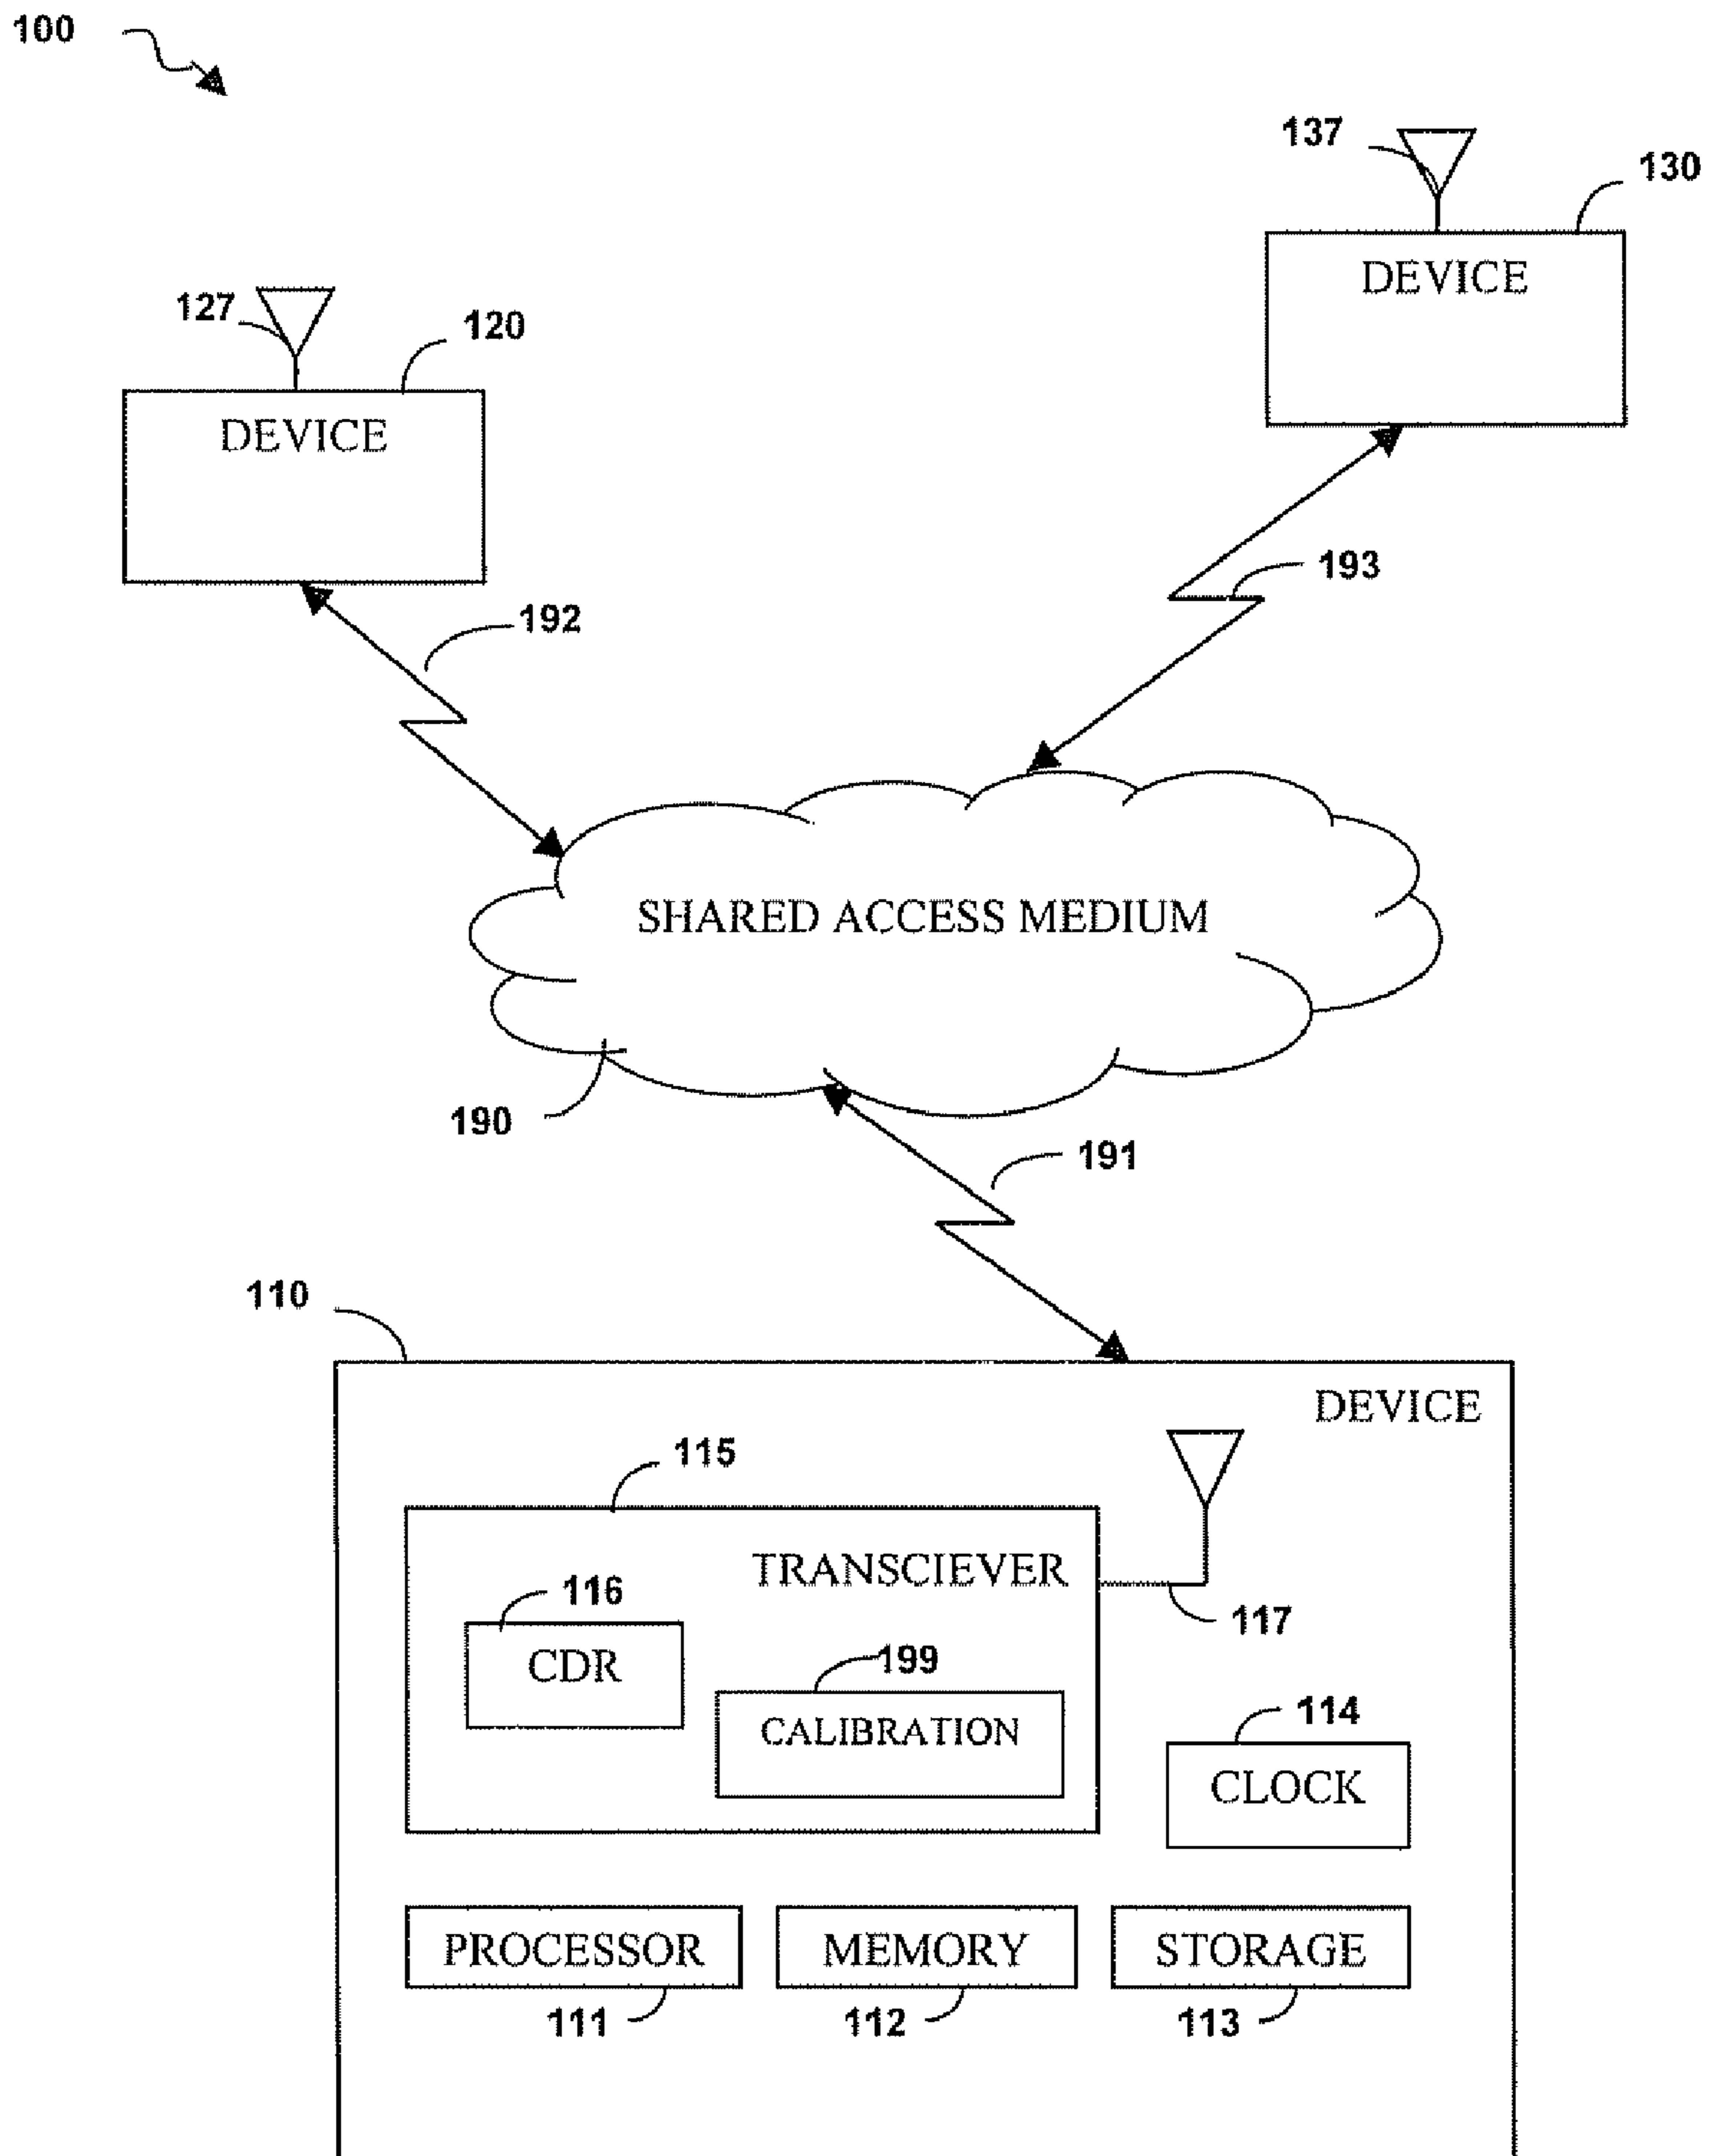 100
137
130
DEVICE
127
120
DEVICE
193
192
SHARED ACCESS MEDIUM
190
191
110
DEVICE
115
TRANSCIEVER
116
117
CDR
199
CALIBRATION
114
CLOCK
PROCESSOR
MEMORY
STORAGE
111
112
113